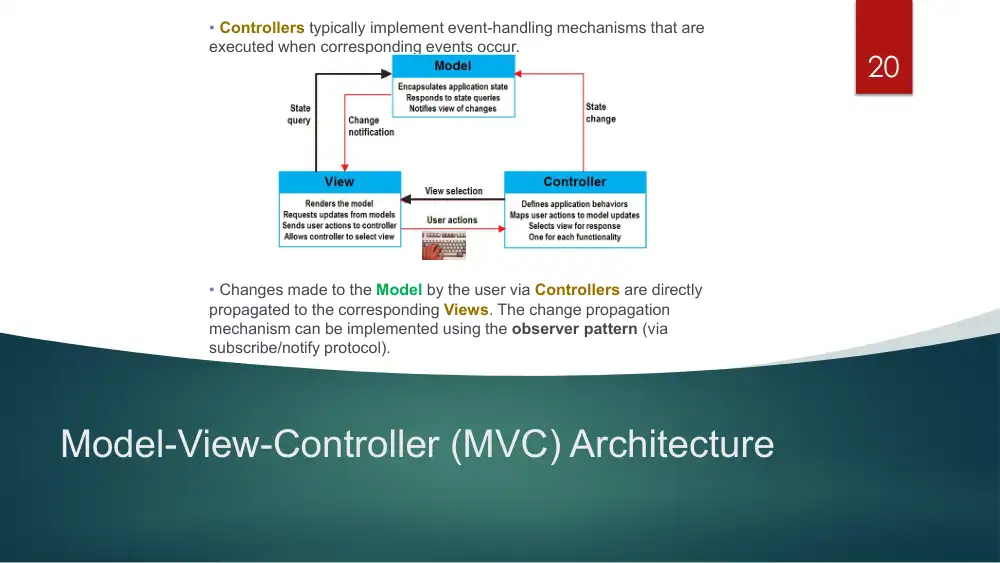 • Controllers typically implement event-handling mechanisms that are
executed when corresponding events occur.
20
Model
Encapsulates application state
Responds to state queries
Notifies view of changes
State
query
Change
notification
State
change
View
Renders the model
Requests updates from models
Sends user actions to controller
Allows controller to select view
View selection
User actions
Controller
Defines application behaviors
Maps user actions to model updates
Selects view for response
One for each functionality
• Changes made to the Model by the user via Controllers are directly
propagated to the corresponding Views. The change propagation
mechanism can be implemented using the observer pattern (via
subscribe/notify protocol).
Model-View-Controller (MVC) Architecture